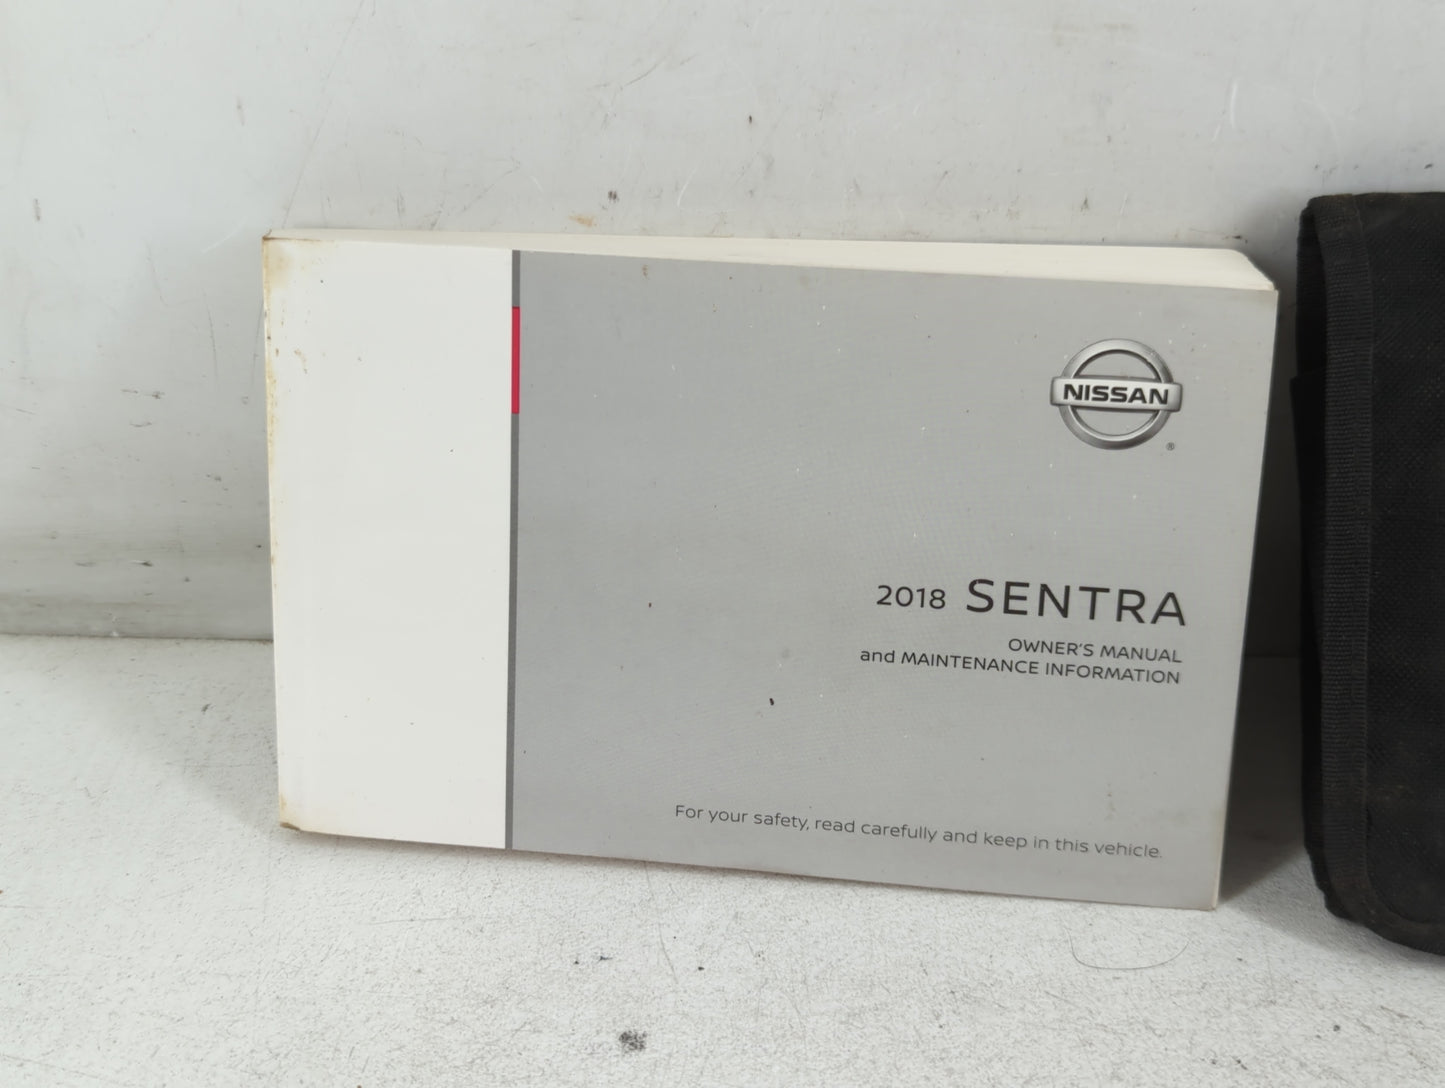 NISSAN
®
2018 SENTRA
OWNER'S MANUAL
and MAINTENANCE INFORMATION
For your safety, read carefully and keep in this vehicle.